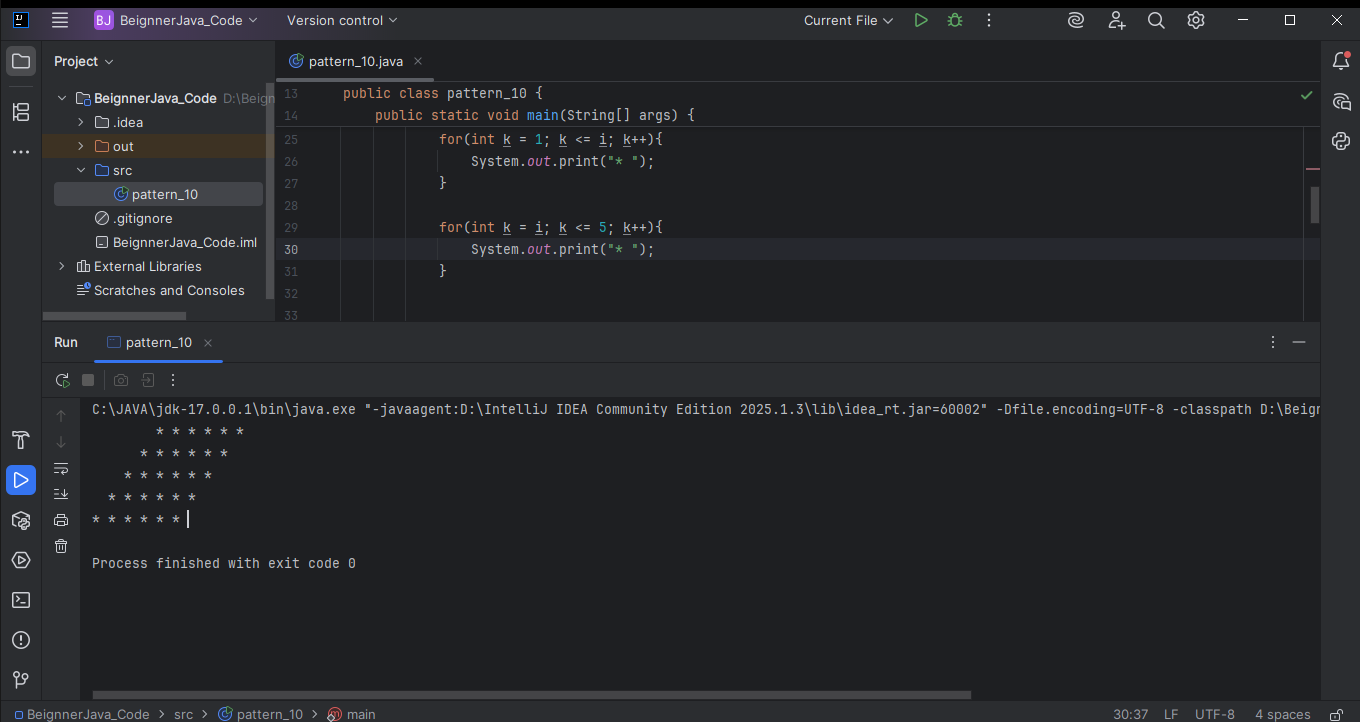 BJ BeignnerJava_Code Version control Current File
Project
pattern_10.java
BeignnerJava_Code D:\Beign
.idea
out
src
pattern_10
.gitignore
BeignnerJava_Code.iml
External Libraries
Scratches and Consoles
13 public class pattern_10 {
14 public static void main(String[] args) {
25 for(int k = 1; k <= i; k++){
26 System.out.print("* ");
27 }
28
29 for(int k = i; k <= 5; k++){
30 System.out.print("* ");
31 }
32
33
Run pattern_10
C:\JAVA\jdk-17.0.0.1\bin\java.exe "-javaagent:D:\IntelliJ IDEA Community Edition 2025.1.3\lib\idea_rt.jar=60002" -Dfile.encoding=UTF-8 -classpath D:\Beign
* * * * * *
* * * * * *
* * * * * *
* * * * * *
* * * * * *
Process finished with exit code 0
BeignnerJava_Code > src > pattern_10 > main 30:37 LF UTF-8 4 spaces